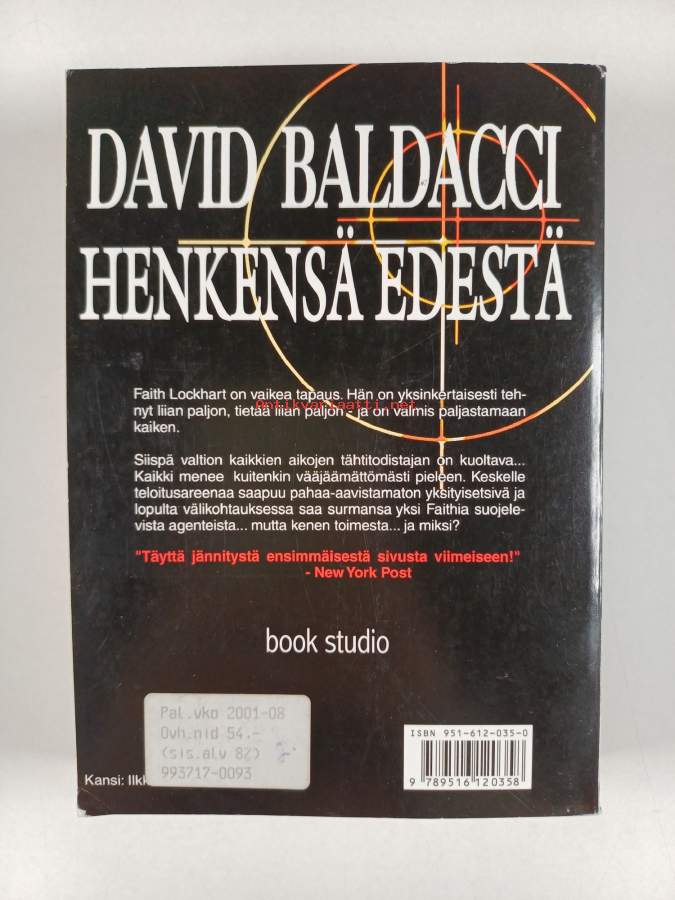 DAVID BALDACCI
HENKENSÄ EDESTÄ
Faith Lockhart on vaikea tapaus. Hän on yksinkertaisesti teh-
nyt liian paljon, tietää liian paljon - ja on valmis paljastamaan
kaiken.
Antikvariaatti.net
Siispä valtion kaikkien aikojen tähtitodistajan on kuoltava...
Kaikki menee kuitenkin vääjäämättömästi pieleen. Keskelle
teloitusareenaa saapuu pahaa-aavistamaton yksityisetsivä ja
lopulta välikohtauksessa saa surmansa yksi Faithia suojele-
vista agenteista... mutta kenen toimesta... ja miksi?
"Täyttä jännitystä ensimmäisestä sivusta viimeiseen!"
- New York Post
book studio
Pal.vko 2001-08
Ovh.nid 54.-
(sis.alv 8%)
993717-0093
Kansi: Ilkk
ISBN 951-612-035-0
9 789516 120358